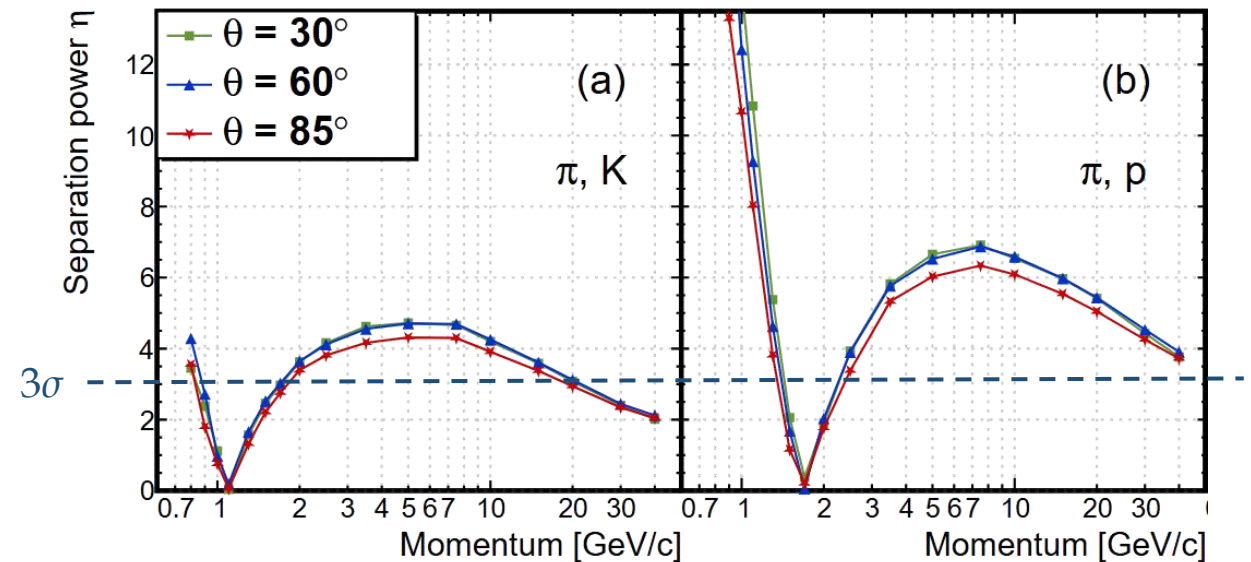 θ = 30°
θ = 60°
θ = 85°
(a)
π, K
(b)
π, p
Separation power η
12
10
8
6
4
2
0
3σ
0.7 1 2 3 4 5 6 7 10 20 30
0.7 1 2 3 4 5 6 7 10 20 30
Momentum [GeV/c]
Momentum [GeV/c]